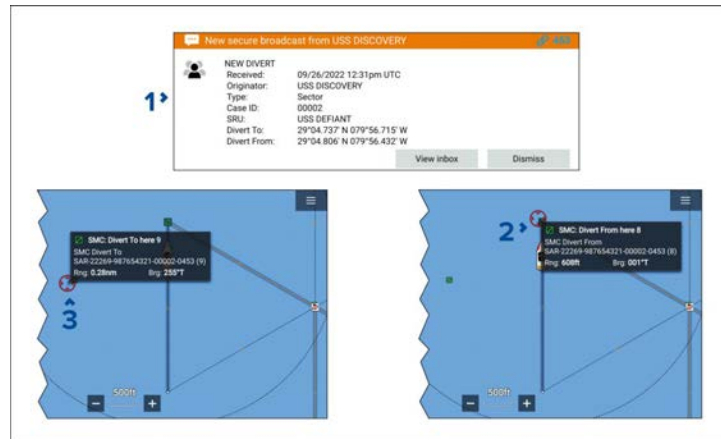 New secure broadcast from USS DISCOVERY 453
NEW DIVERT
Received: 09/26/2022 12:31pm UTC
Originator: USS DISCOVERY
Type: Sector
Case ID: 00002
SRU: USS DEFIANT
Divert To: 29°04.737' N 079°56.715' W
Divert From: 29°04.806' N 079°56.432' W
View inbox Dismiss
1
SMC: Divert To here 9
SMC Divert To
SAR-22269-987654321-00002-0453 (9)
Rng: 0.28nm Brg: 255°T
3
500ft
2
SMC: Divert From here 8
SMC Divert From
SAR-22269-987654321-00002-0453 (8)
Rng: 608ft Brg: 001°T
500ft